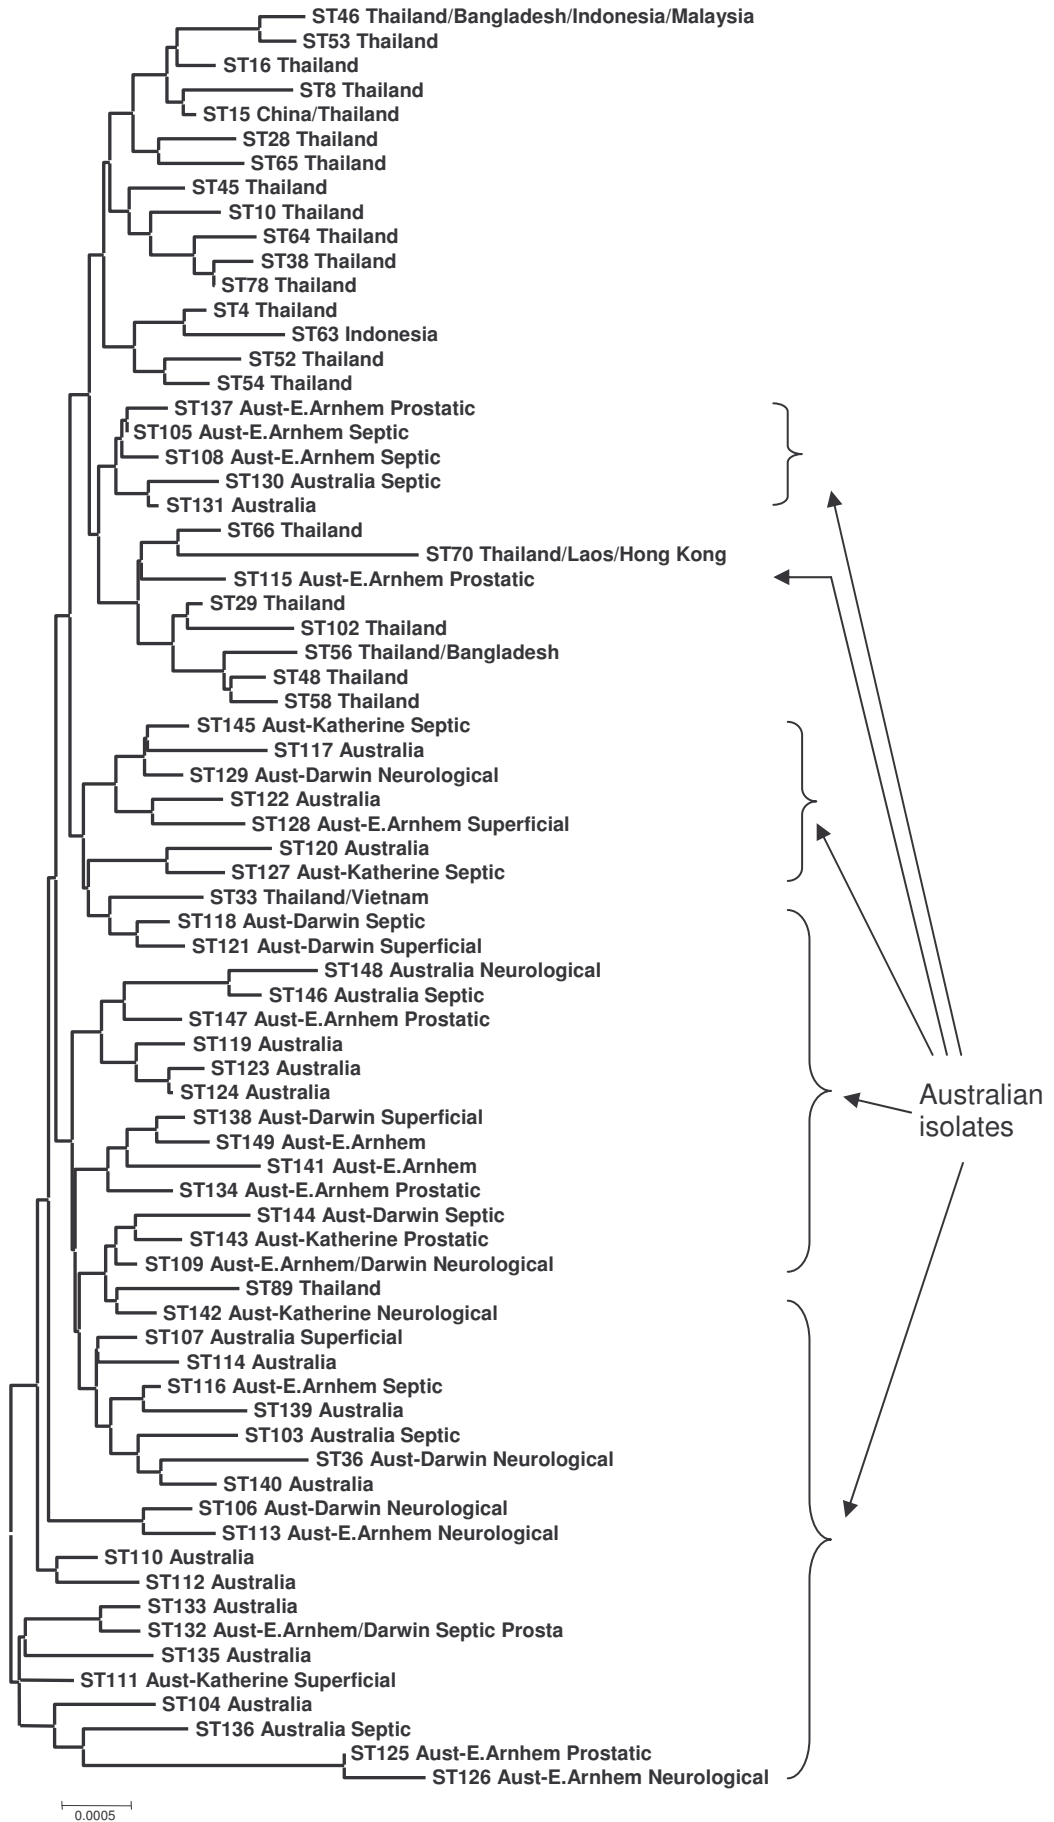 ST46 Thailand/Bangladesh/Indonesia/Malaysia
ST53 Thailand
ST16 Thailand
ST8 Thailand
ST15 China/Thailand
ST28 Thailand
ST65 Thailand
ST45 Thailand
ST10 Thailand
ST64 Thailand
ST38 Thailand
ST78 Thailand
ST4 Thailand
ST63 Indonesia
ST52 Thailand
ST54 Thailand
ST137 Aust-E.Arnhem Prostatic
ST105 Aust-E.Arnhem Septic
ST108 Aust-E.Arnhem Septic
ST130 Australia Septic
ST131 Australia
ST66 Thailand
ST70 Thailand/Laos/Hong Kong
ST115 Aust-E.Arnhem Prostatic
ST29 Thailand
ST102 Thailand
ST56 Thailand/Bangladesh
ST48 Thailand
ST58 Thailand
ST145 Aust-Katherine Septic
ST117 Australia
ST129 Aust-Darwin Neurological
ST122 Australia
ST128 Aust-E.Arnhem Superficial
ST120 Australia
ST127 Aust-Katherine Septic
ST33 Thailand/Vietnam
ST118 Aust-Darwin Septic
ST121 Aust-Darwin Superficial
ST148 Australia Neurological
ST146 Australia Septic
ST147 Aust-E.Arnhem Prostatic
ST119 Australia
ST123 Australia
ST124 Australia
ST138 Aust-Darwin Superficial
ST149 Aust-E.Arnhem
ST141 Aust-E.Arnhem
ST134 Aust-E.Arnhem Prostatic
ST144 Aust-Darwin Septic
ST143 Aust-Katherine Prostatic
ST109 Aust-E.Arnhem/Darwin Neurological
ST89 Thailand
ST142 Aust-Katherine Neurological
ST107 Australia Superficial
ST114 Australia
ST116 Aust-E.Arnhem Septic
ST139 Australia
ST103 Australia Septic
ST36 Aust-Darwin Neurological
ST140 Australia
ST106 Aust-Darwin Neurological
ST113 Aust-E.Arnhem Neurological
ST110 Australia
ST112 Australia
ST133 Australia
ST132 Aust-E.Arnhem/Darwin Septic Prosta
ST135 Australia
ST111 Aust-Katherine Superficial
ST104 Australia
ST136 Australia Septic
ST125 Aust-E.Arnhem Prostatic
ST126 Aust-E.Arnhem Neurological
Australian
isolates
0.0005